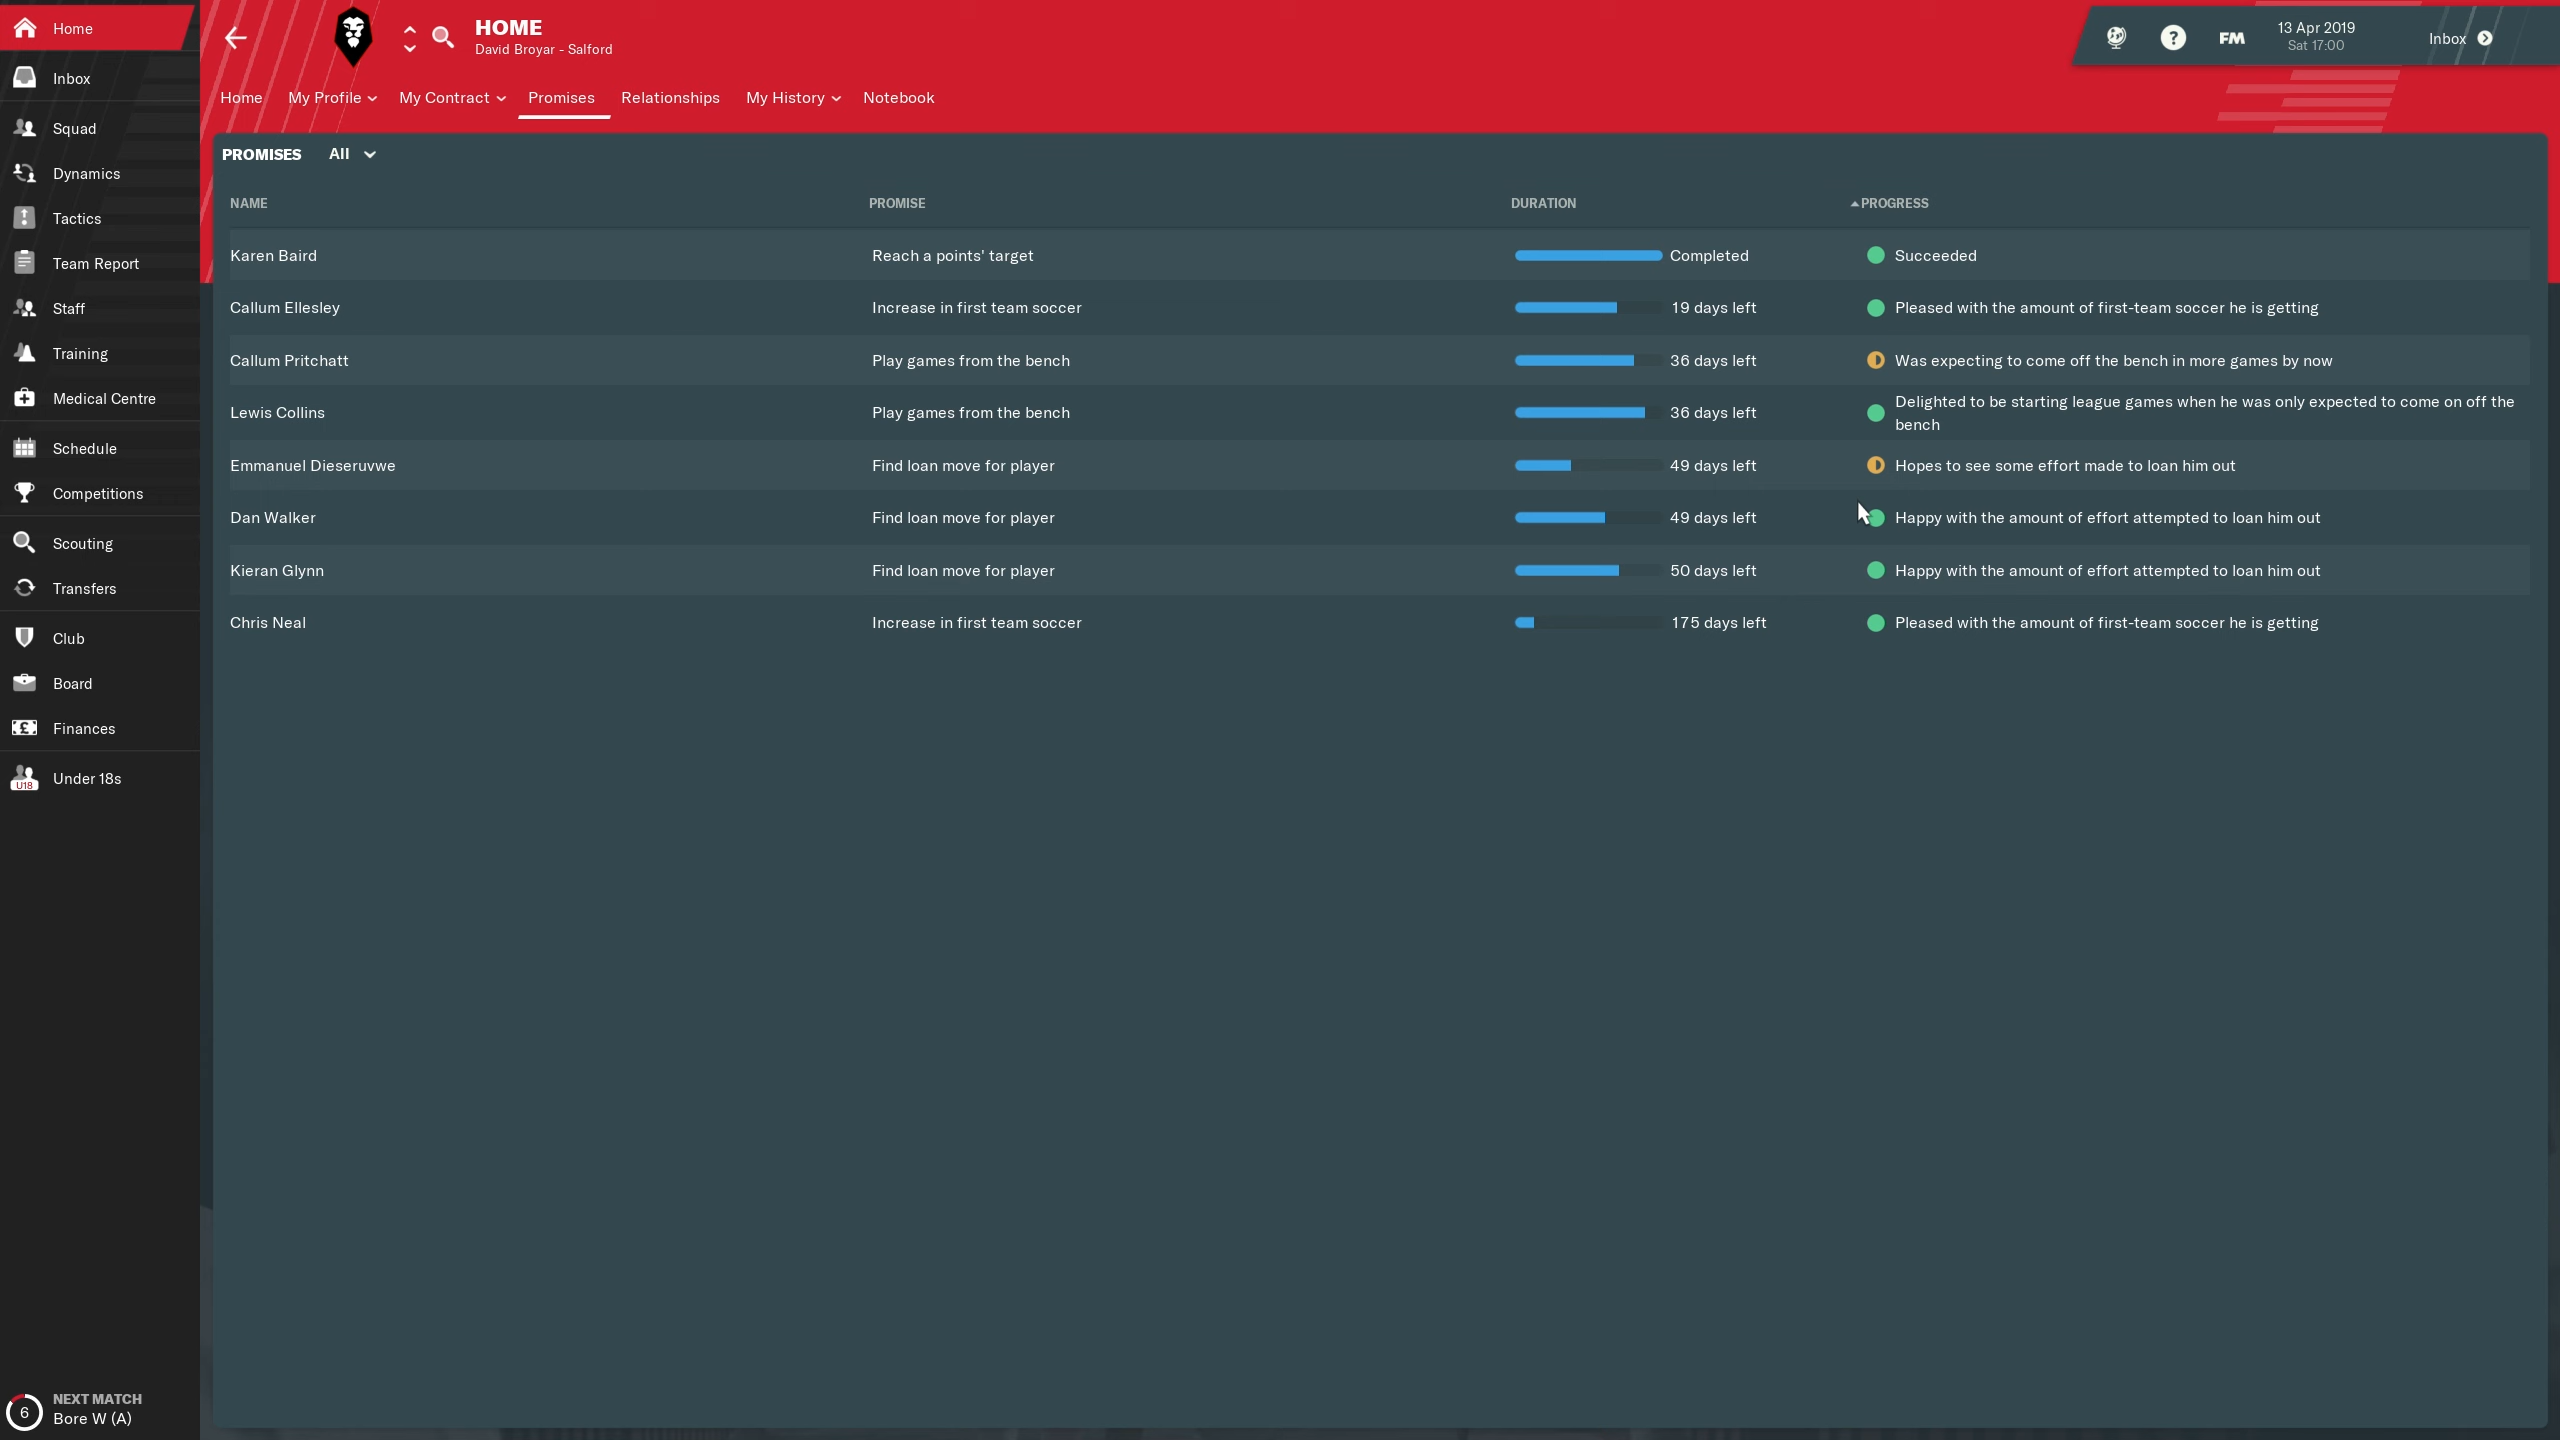 Home
Inbox
Squad
Dynamics
Tactics
Team Report
Staff
Training
Medical Centre
Schedule
Competitions
Scouting
Transfers
Club
Board
Finances
U18
Under 18s
6
NEXT MATCH
Bore W (A)
HOME
David Broyar - Salford
?
FM
13 Apr 2019
Sat 17:00
Inbox
Home My Profile My Contract Promises Relationships My History Notebook
PROMISES All
NAME PROMISE DURATION PROGRESS
Karen Baird Reach a points' target Completed Succeeded
Callum Ellesley Increase in first team soccer 19 days left Pleased with the amount of first-team soccer he is getting
Callum Pritchatt Play games from the bench 36 days left Was expecting to come off the bench in more games by now
Lewis Collins Play games from the bench 36 days left Delighted to be starting league games when he was only expected to come on off the
bench
Emmanuel Dieseruvwe Find loan move for player 49 days left Hopes to see some effort made to loan him out
Dan Walker Find loan move for player 49 days left Happy with the amount of effort attempted to loan him out
Kieran Glynn Find loan move for player 50 days left Happy with the amount of effort attempted to loan him out
Chris Neal Increase in first team soccer 175 days left Pleased with the amount of first-team soccer he is getting